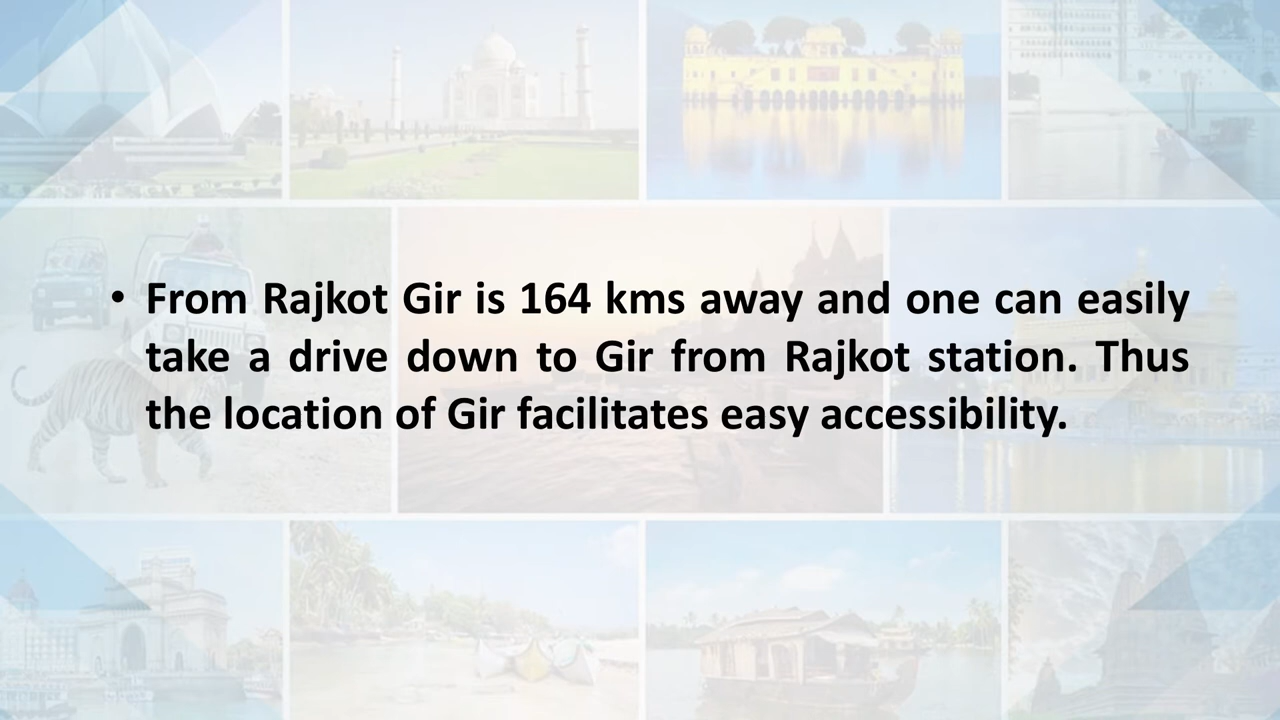 • From Rajkot Gir is 164 kms away and one can easily
take a drive down to Gir from Rajkot station. Thus
the location of Gir facilitates easy accessibility.